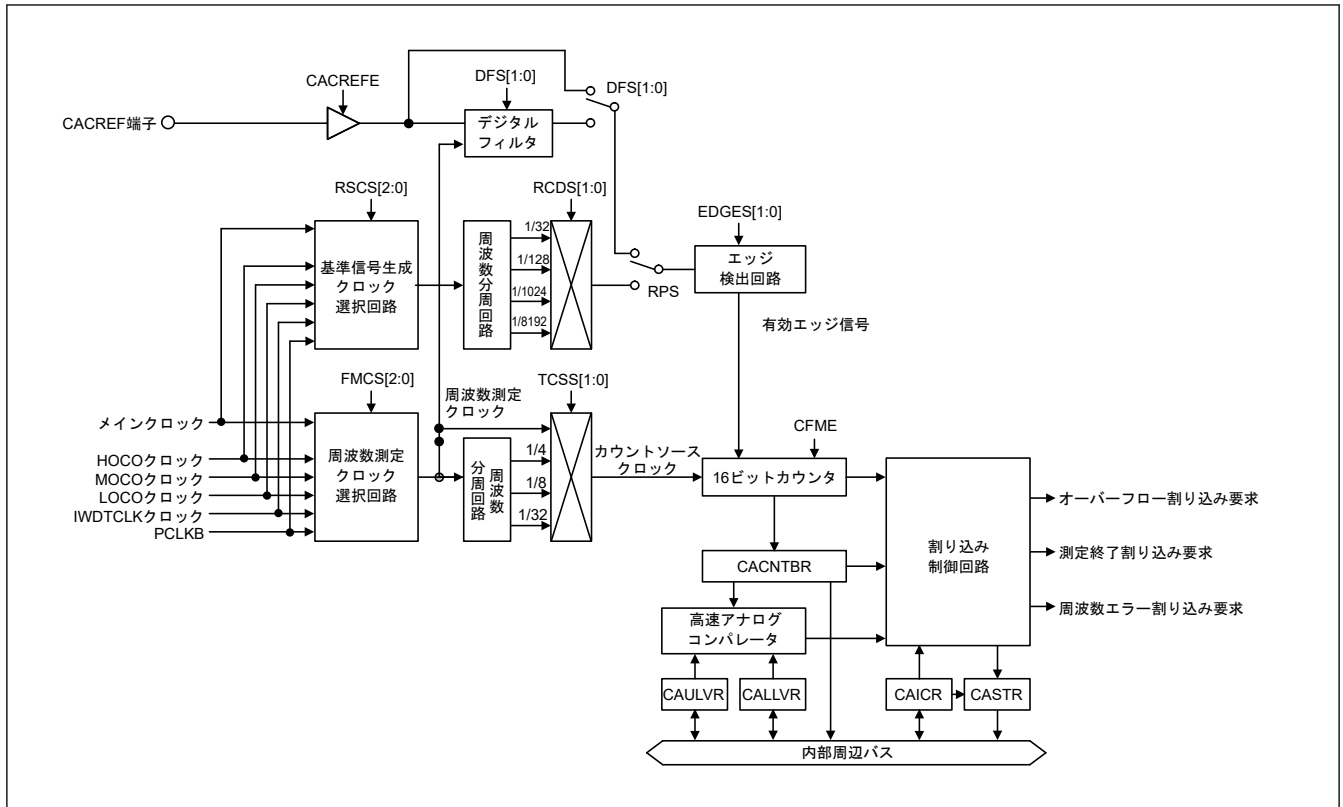 CACREFE
DFS[1:0]
DFS[1:0]
CACREF端子
デジタル
フィルタ
RSCS[2:0]
RCDS[1:0]
EDGES[1:0]
基準信号生成
クロック
選択回路
周波数分周回路
1/32
1/128
1/1024
1/8192
RPS
エッジ
検出回路
有効エッジ信号
FMCS[2:0]
周波数測定
クロック
TCSS[1:0]
メインクロック
HOCOクロック
MOCOクロック
LOCOクロック
IWDTCLKクロック
PCLKB
周波数測定
クロック
選択回路
周波数
分周回路
1/4
1/8
1/32
カウントソース
クロック
CFME
16ビットカウンタ
CACNTBR
高速アナログ
コンパレータ
割り込み
制御回路
オーバーフロー割り込み要求
測定終了割り込み要求
周波数エラー割り込み要求
CAULVR
CALLVR
CAICR
CASTR
内部周辺バス